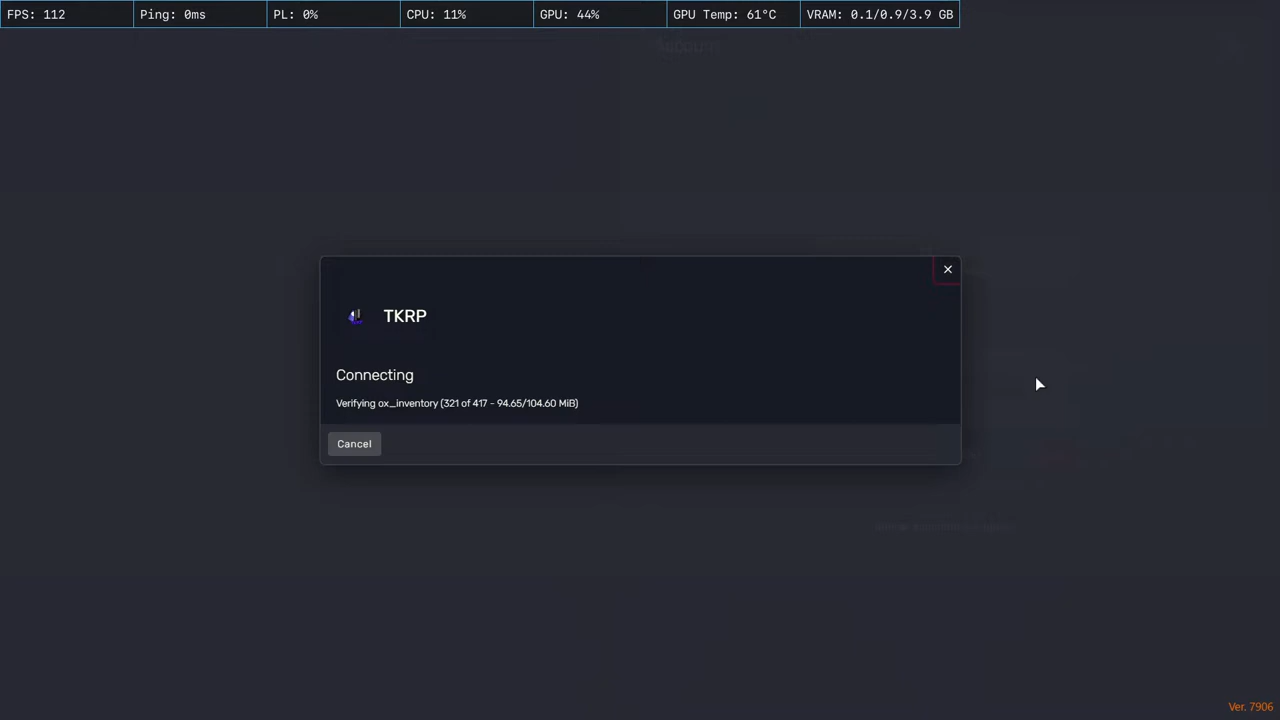 FPS: 112 Ping: 0ms PL: 0% CPU: 11% GPU: 44% GPU Temp: 61°C VRAM: 0.1/0.9/3.9 GB
Account
TKRP
Connecting
Verifying ox_inventory (321 of 417 - 94.65/104.60 MiB)
Cancel
Ver. 7906